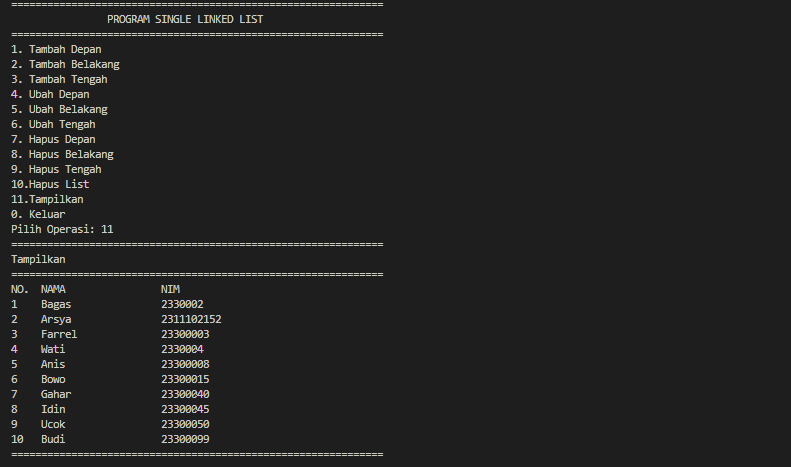 ==============================================================
PROGRAM SINGLE LINKED LIST
==============================================================
1. Tambah Depan
2. Tambah Belakang
3. Tambah Tengah
4. Ubah Depan
5. Ubah Belakang
6. Ubah Tengah
7. Hapus Depan
8. Hapus Belakang
9. Hapus Tengah
10.Hapus List
11.Tampilkan
0. Keluar
Pilih Operasi: 11
==============================================================
Tampilkan
==============================================================
NO. NAMA NIM
1 Bagas 2330002
2 Arsya 2311102152
3 Farrel 23300003
4 Wati 2330004
5 Anis 23300008
6 Bowo 23300015
7 Gahar 23300040
8 Idin 23300045
9 Ucok 23300050
10 Budi 23300099
==============================================================